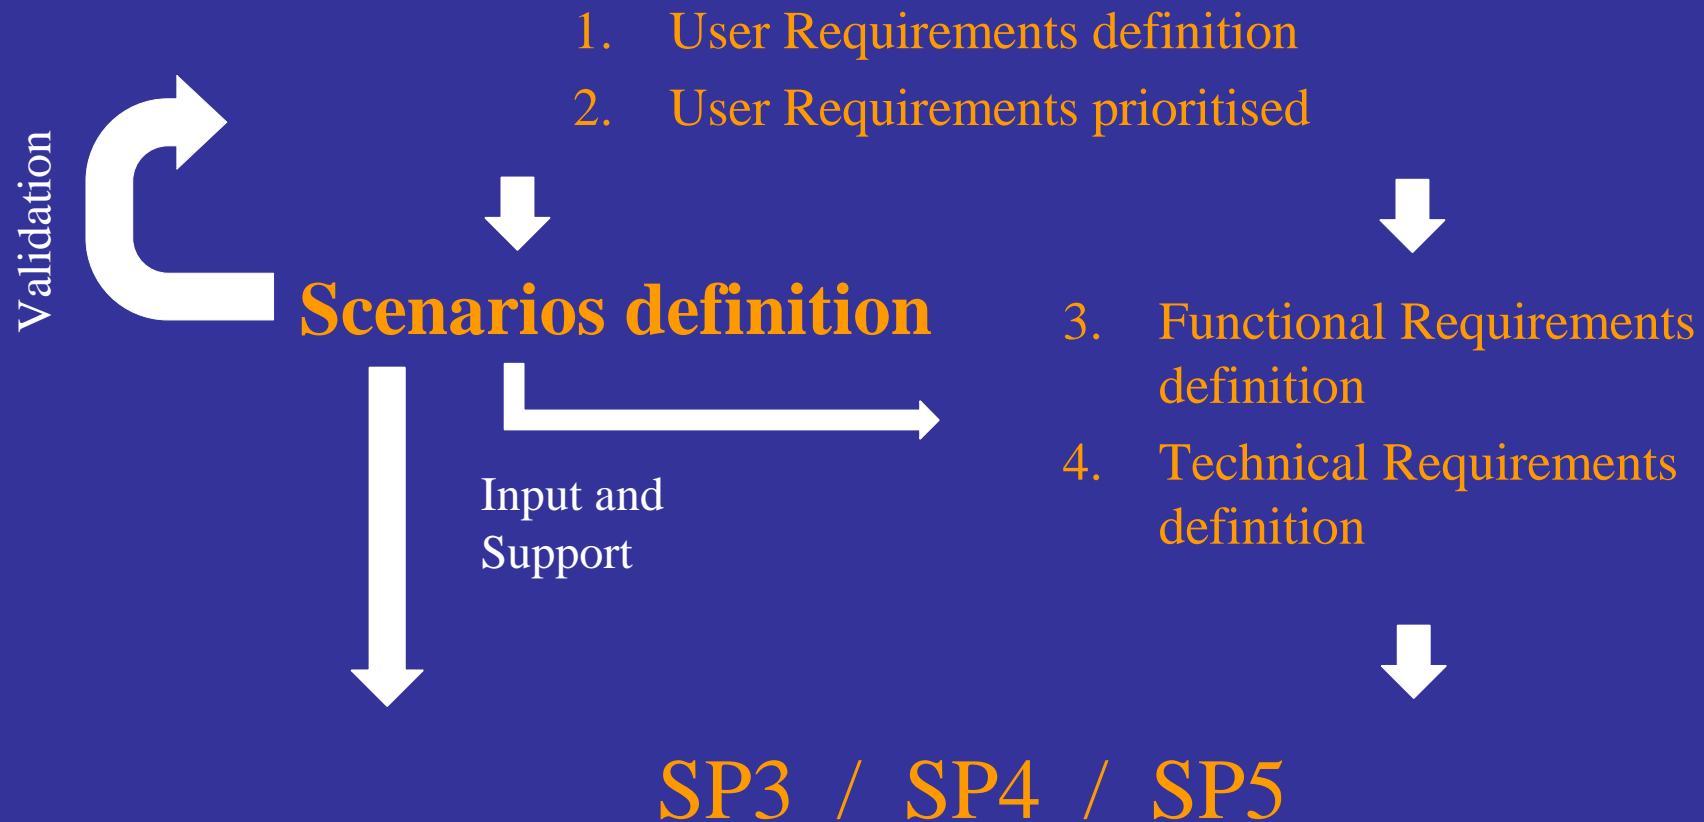 1. User Requirements definition
2. User Requirements prioritised
Validation
Scenarios definition
3. Functional Requirements
definition
4. Technical Requirements
definition
Input and
Support
SP3 / SP4 / SP5